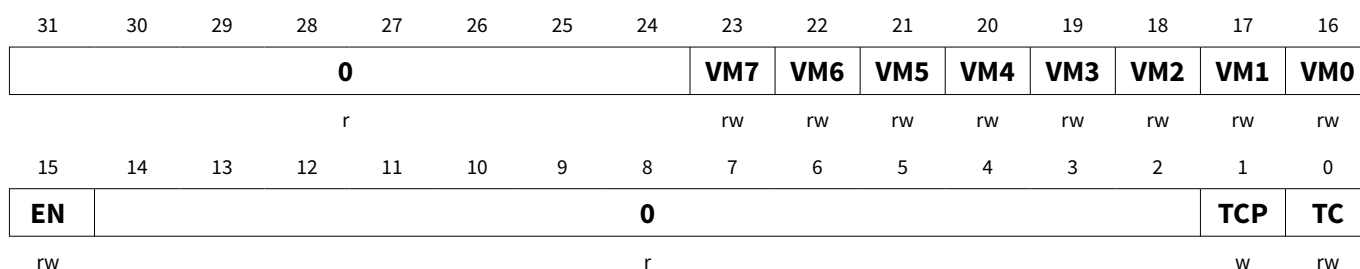 31 30 29 28 27 26 25 24 23 22 21 20 19 18 17 16
0 VM7 VM6 VM5 VM4 VM3 VM2 VM1 VM0
r rw rw rw rw rw rw rw rw
15 14 13 12 11 10 9 8 7 6 5 4 3 2 1 0
EN 0 TCP TC
rw r w rw